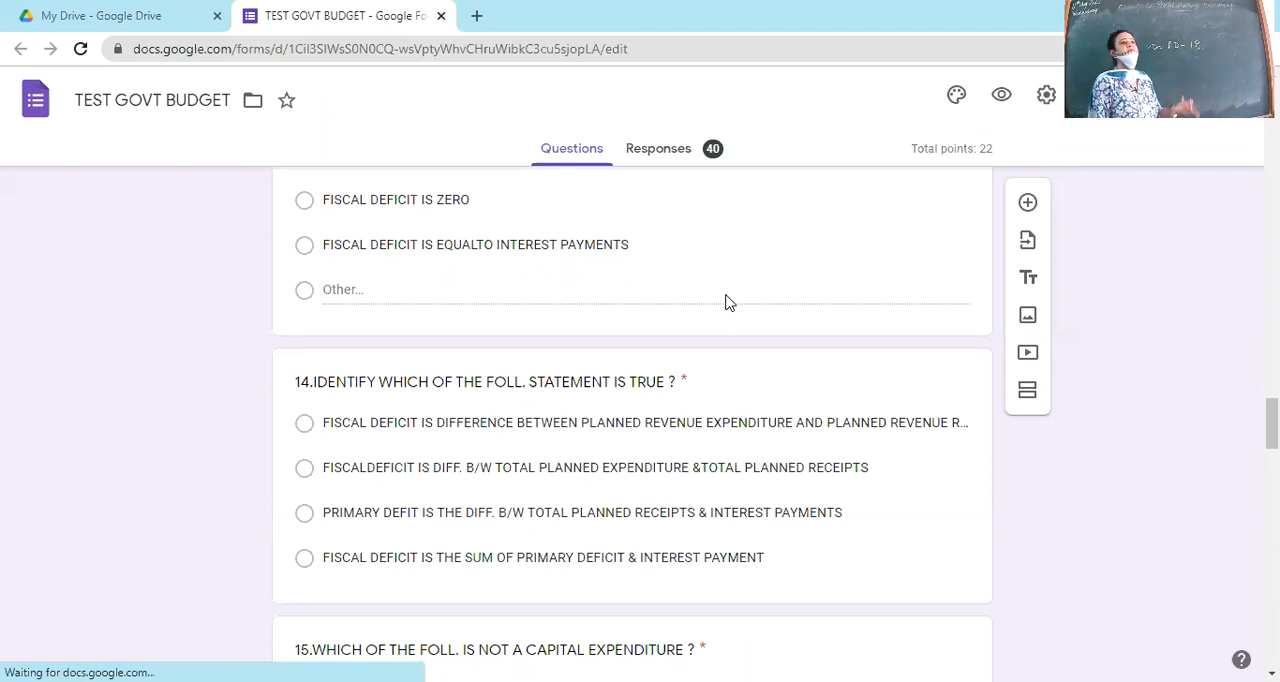 My Drive - Google Drive
TEST GOVT BUDGET - Google Fo
docs.google.com/forms/d/1Cil3SIWsS0N0CQ-wsVptyWhvCHruWibkC3cu5sjopLA/edit
TEST GOVT BUDGET
Questions
Responses 40
Total points: 22
FISCAL DEFICIT IS ZERO
FISCAL DEFICIT IS EQUALTO INTEREST PAYMENTS
Other...
14.IDENTIFY WHICH OF THE FOLL. STATEMENT IS TRUE ? *
FISCAL DEFICIT IS DIFFERENCE BETWEEN PLANNED REVENUE EXPENDITURE AND PLANNED REVENUE R...
FISCALDEFICIT IS DIFF. B/W TOTAL PLANNED EXPENDITURE &TOTAL PLANNED RECEIPTS
PRIMARY DEFIT IS THE DIFF. B/W TOTAL PLANNED RECEIPTS & INTEREST PAYMENTS
FISCAL DEFICIT IS THE SUM OF PRIMARY DEFICIT & INTEREST PAYMENT
15.WHICH OF THE FOLL. IS NOT A CAPITAL EXPENDITURE ? *
Waiting for docs.google.com...